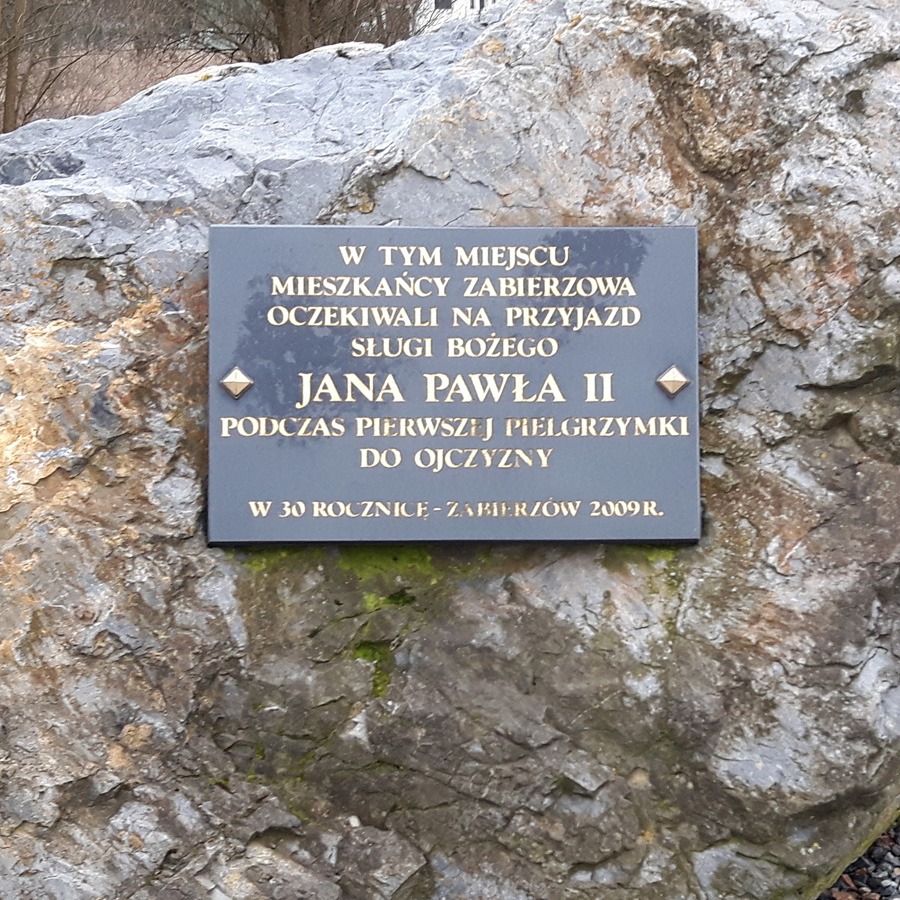 W TYM MIEJSCU
MIESZKAŃCY ZABIERZOWA
OCZEKIWALI NA PRZYJAZD
SŁUGI BOŻEGO
JANA PAWŁA II
PODCZAS PIERWSZEJ PIELGRZYMKI
DO OJCZYZNY
W 30 ROCZNICĘ - ZABIERZÓW 2009 R.